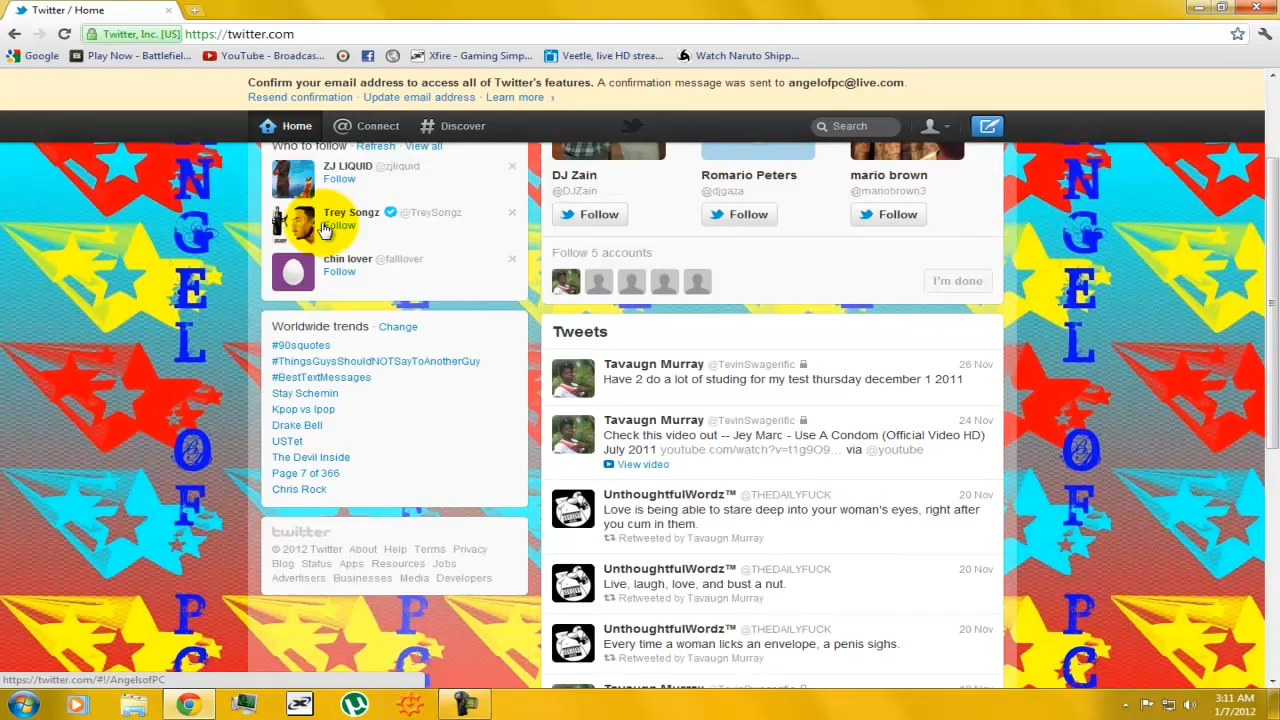 Twitter / Home
Twitter, Inc. [US] https://twitter.com
Google Play Now - Battlefiel... YouTube - Broadcas... Xfire - Gaming Simp... Veetle, live HD strea... Watch Naruto Shipp...
Confirm your email address to access all of Twitter's features. A confirmation message was sent to angelofpc@live.com.
Resend confirmation · Update email address · Learn more ›
Home Connect Discover Search
Who to follow · Refresh · View all
ZJ LIQUID @zjliquid
Follow
Trey Songz @TreySongz
Follow
chin lover @falllover
Follow
Worldwide trends · Change
#90squotes
#ThingsGuysShouldNOTSayToAnotherGuy
#BestTextMessages
Stay Schemin
Kpop vs Ipop
Drake Bell
USTet
The Devil Inside
Page 7 of 366
Chris Rock
twitter
© 2012 Twitter About Help Terms Privacy
Blog Status Apps Resources Jobs
Advertisers Businesses Media Developers
DJ Zain Romario Peters mario brown
@DJZain @djgaza @mariobrown3
Follow Follow Follow
Follow 5 accounts
I'm done
Tweets
Tavaugn Murray @TevinSwagerific 26 Nov
Have 2 do a lot of studing for my test thursday december 1 2011
Tavaugn Murray @TevinSwagerific 24 Nov
Check this video out -- Jey Marc - Use A Condom (Official Video HD)
July 2011 youtube.com/watch?v=t1g9O9... via @youtube
View video
UnthoughtfulWordz™ @THEDAILYFUCK 20 Nov
Love is being able to stare deep into your woman's eyes, right after
you cum in them.
Retweeted by Tavaugn Murray
UnthoughtfulWordz™ @THEDAILYFUCK 20 Nov
Live, laugh, love, and bust a nut.
Retweeted by Tavaugn Murray
UnthoughtfulWordz™ @THEDAILYFUCK 20 Nov
Every time a woman licks an envelope, a penis sighs.
Retweeted by Tavaugn Murray
ANGEL OF PC
https://twitter.com/#!/AngelsofPC
3:11 AM
1/7/2012